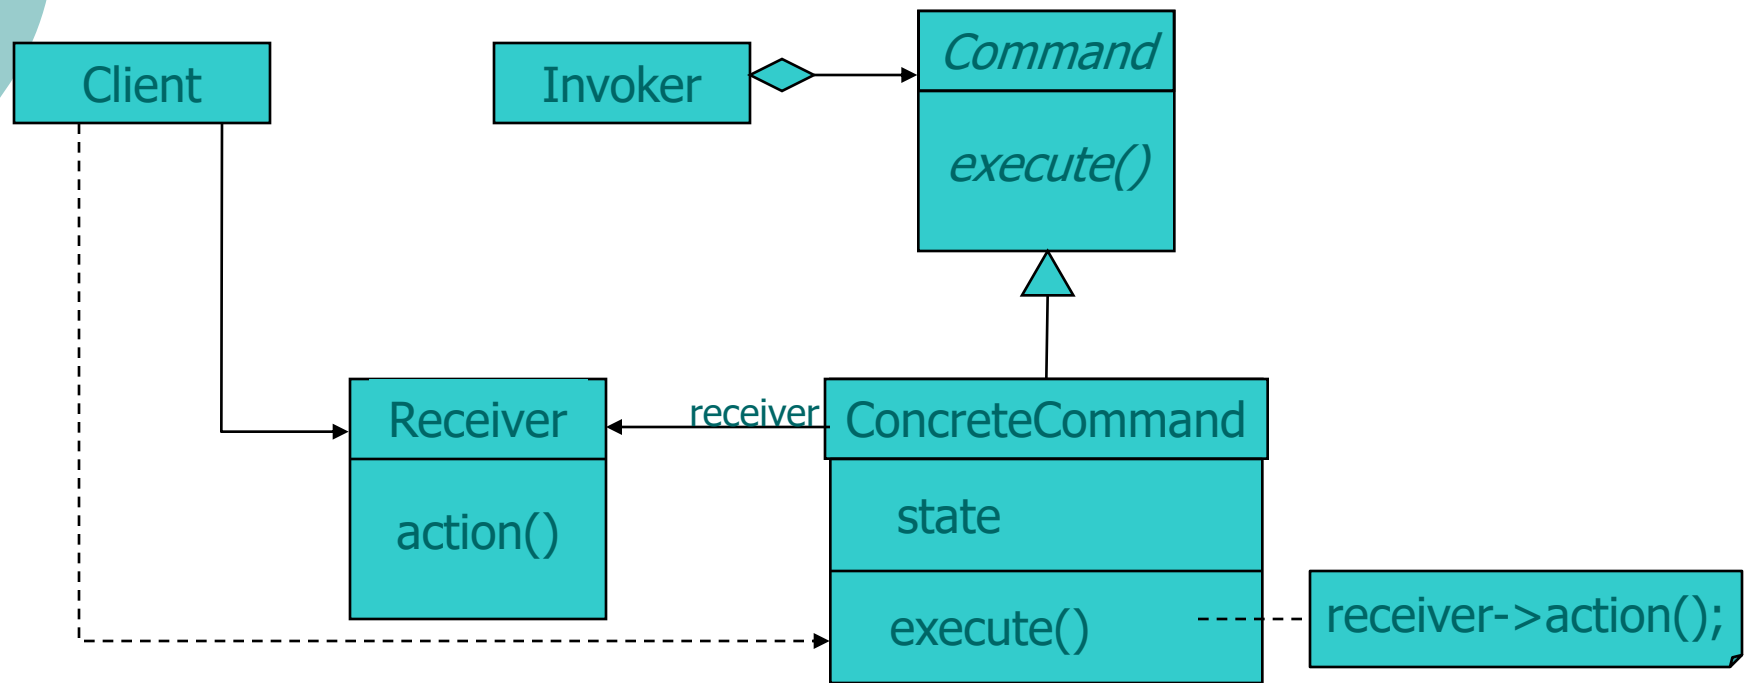 Client
Invoker
Command
execute()
Receiver
action()
receiver
ConcreteCommand
state
execute()
receiver->action();